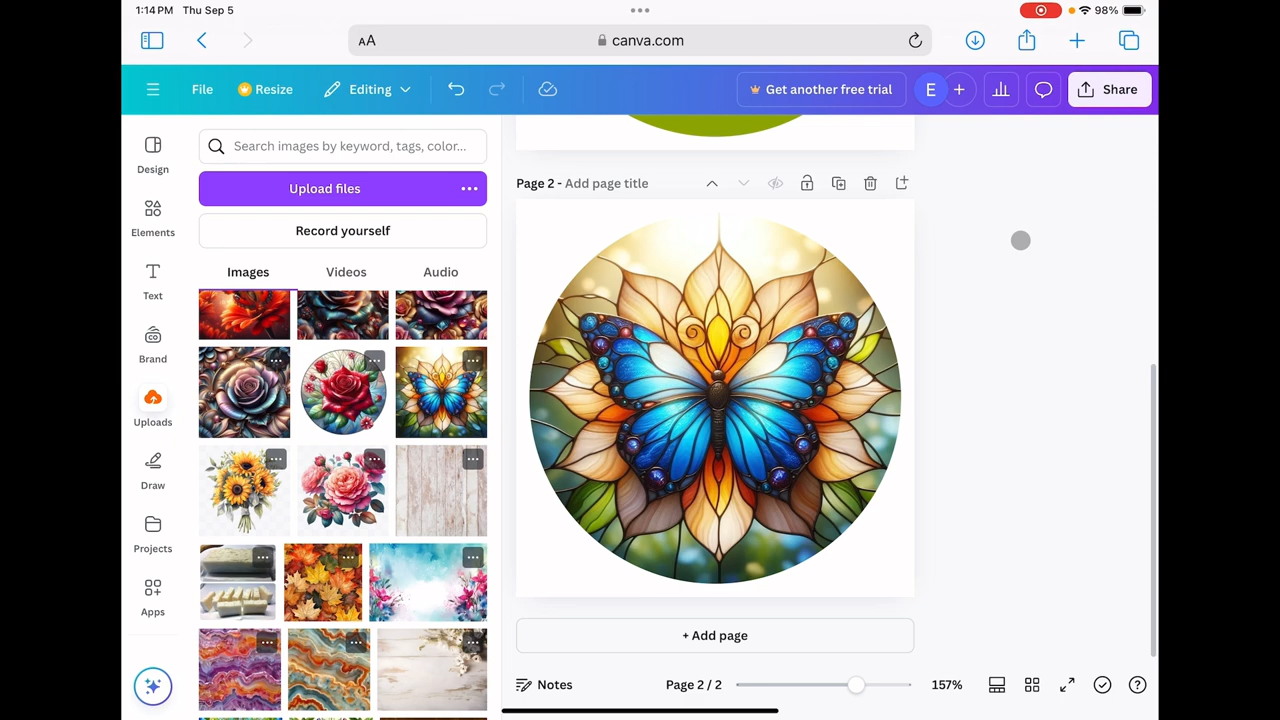 1:14 PM Thu Sep 5
98%
AA
canva.com
File
Resize
Editing
Get another free trial
E
+
Share
Design
Search images by keyword, tags, color...
Upload files
Record yourself
Elements
Images
Videos
Audio
Text
Brand
Uploads
Draw
Projects
Apps
Page 2 - Add page title
+ Add page
Notes
Page 2 / 2
157%